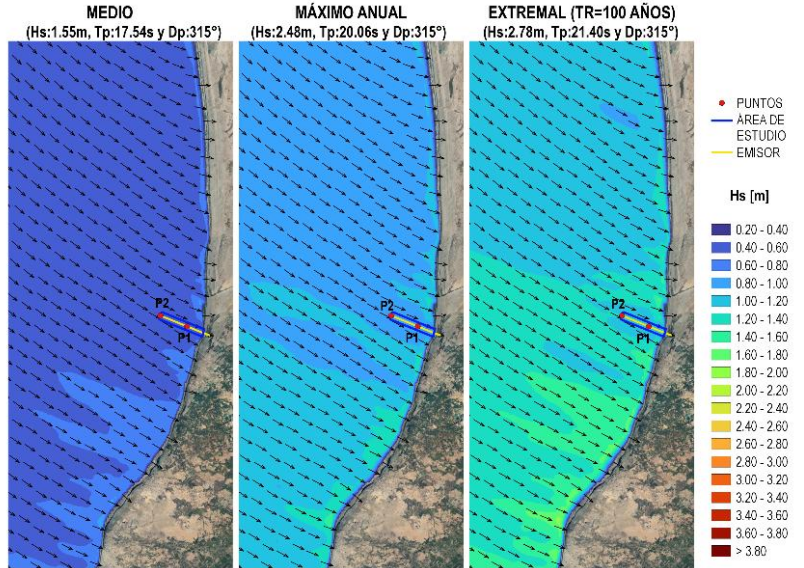 MEDIO
(Hs:1.55m, Tp:17.54s y Dp:315°)
MÁXIMO ANUAL
(Hs:2.48m, Tp:20.06s y Dp:315°)
EXTREMAL (TR=100 AÑOS)
(Hs:2.78m, Tp:21.40s y Dp:315°)
P2
P1
P2
P1
P2
P1
PUNTOS
ÁREA DE
ESTUDIO
EMISOR
Hs [m]
0.20 - 0.40
0.40 - 0.60
0.60 - 0.80
0.80 - 1.00
1.00 - 1.20
1.20 - 1.40
1.40 - 1.60
1.60 - 1.80
1.80 - 2.00
2.00 - 2.20
2.20 - 2.40
2.40 - 2.60
2.60 - 2.80
2.80 - 3.00
3.00 - 3.20
3.20 - 3.40
3.40 - 3.60
3.60 - 3.80
> 3.80